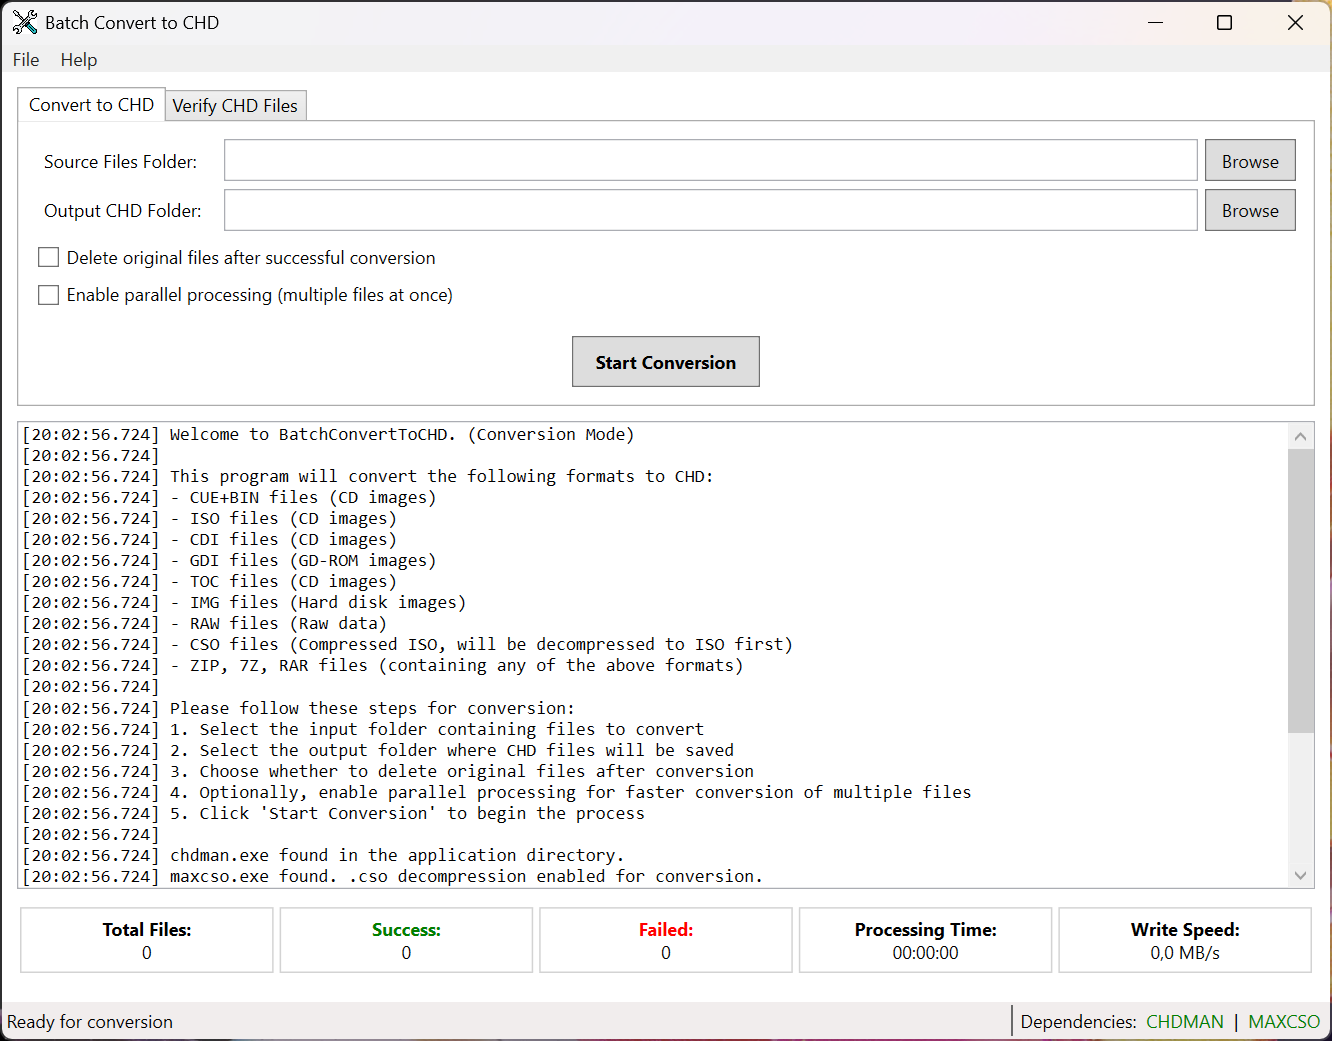 Batch Convert to CHD
File Help
Convert to CHD Verify CHD Files
Source Files Folder: Browse
Output CHD Folder: Browse
Delete original files after successful conversion
Enable parallel processing (multiple files at once)
Start Conversion
[20:02:56.724] Welcome to BatchConvertToCHD. (Conversion Mode)
[20:02:56.724]
[20:02:56.724] This program will convert the following formats to CHD:
[20:02:56.724] - CUE+BIN files (CD images)
[20:02:56.724] - ISO files (CD images)
[20:02:56.724] - CDI files (CD images)
[20:02:56.724] - GDI files (GD-ROM images)
[20:02:56.724] - TOC files (CD images)
[20:02:56.724] - IMG files (Hard disk images)
[20:02:56.724] - RAW files (Raw data)
[20:02:56.724] - CSO files (Compressed ISO, will be decompressed to ISO first)
[20:02:56.724] - ZIP, 7Z, RAR files (containing any of the above formats)
[20:02:56.724]
[20:02:56.724] Please follow these steps for conversion:
[20:02:56.724] 1. Select the input folder containing files to convert
[20:02:56.724] 2. Select the output folder where CHD files will be saved
[20:02:56.724] 3. Choose whether to delete original files after conversion
[20:02:56.724] 4. Optionally, enable parallel processing for faster conversion of multiple files
[20:02:56.724] 5. Click 'Start Conversion' to begin the process
[20:02:56.724]
[20:02:56.724] chdman.exe found in the application directory.
[20:02:56.724] maxcso.exe found. .cso decompression enabled for conversion.
Total Files: Success: Failed: Processing Time: Write Speed:
0 0 0 00:00:00 0,0 MB/s
Ready for conversion Dependencies: CHDMAN | MAXCSO